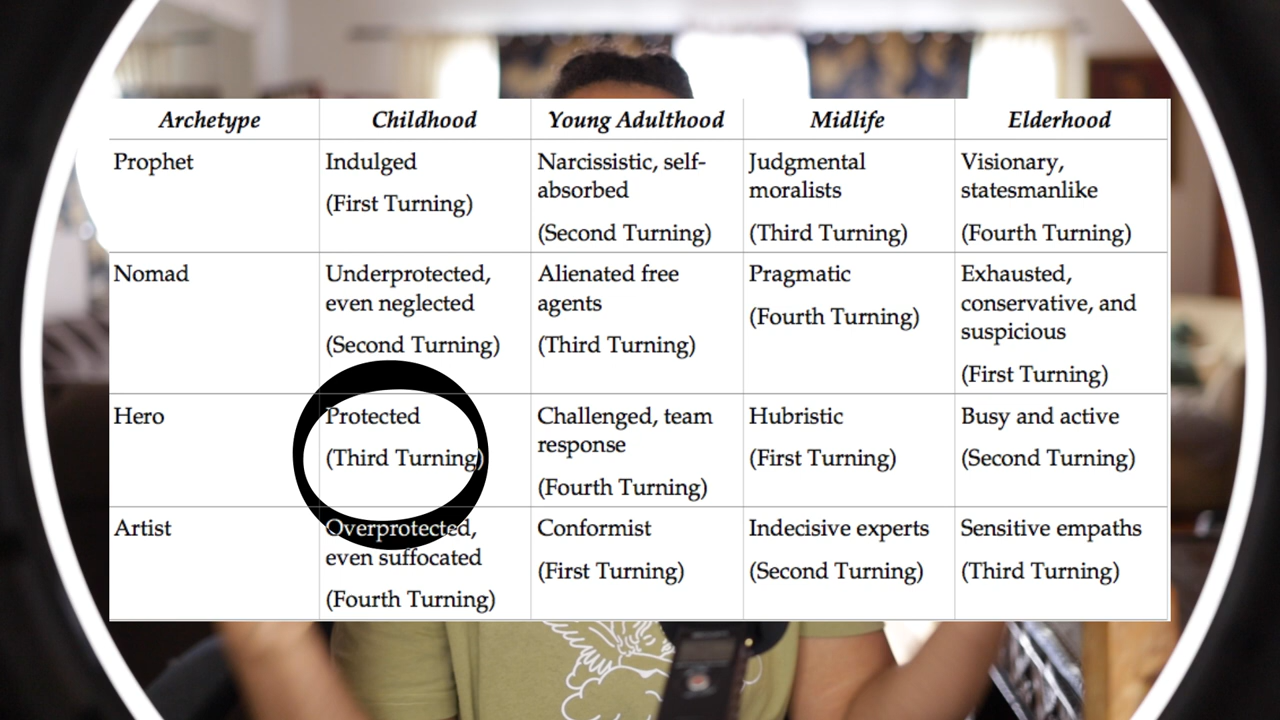 Archetype Childhood Young Adulthood Midlife Elderhood
Prophet
Indulged
(First Turning)
Narcissistic, self-
absorbed
(Second Turning)
Judgmental
moralists
(Third Turning)
Visionary,
statesmanlike
(Fourth Turning)
Nomad
Underprotected,
even neglected
(Second Turning)
Alienated free
agents
(Third Turning)
Pragmatic
(Fourth Turning)
Exhausted,
conservative, and
suspicious
(First Turning)
Hero
Protected
(Third Turning)
Challenged, team
response
(Fourth Turning)
Hubristic
(First Turning)
Busy and active
(Second Turning)
Artist
Overprotected,
even suffocated
(Fourth Turning)
Conformist
(First Turning)
Indecisive experts
(Second Turning)
Sensitive empaths
(Third Turning)